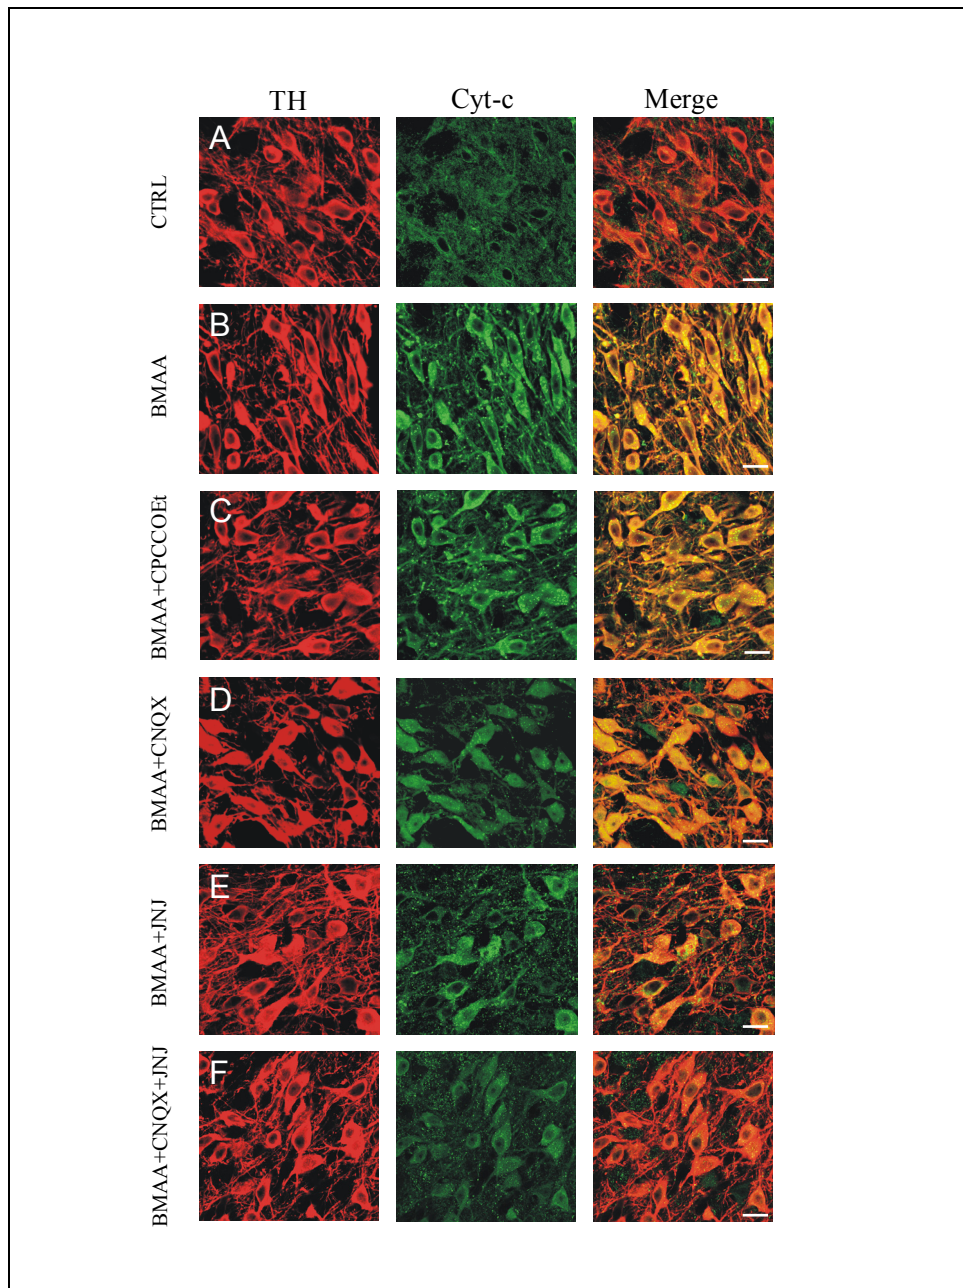 TH Cyt-c Merge
A
CTRL
B
BMAA
C
BMAA+CPCCOEt
D
BMAA+CNQX
E
BMAA+JNJ
F
BMAA+CNQX+JNJ